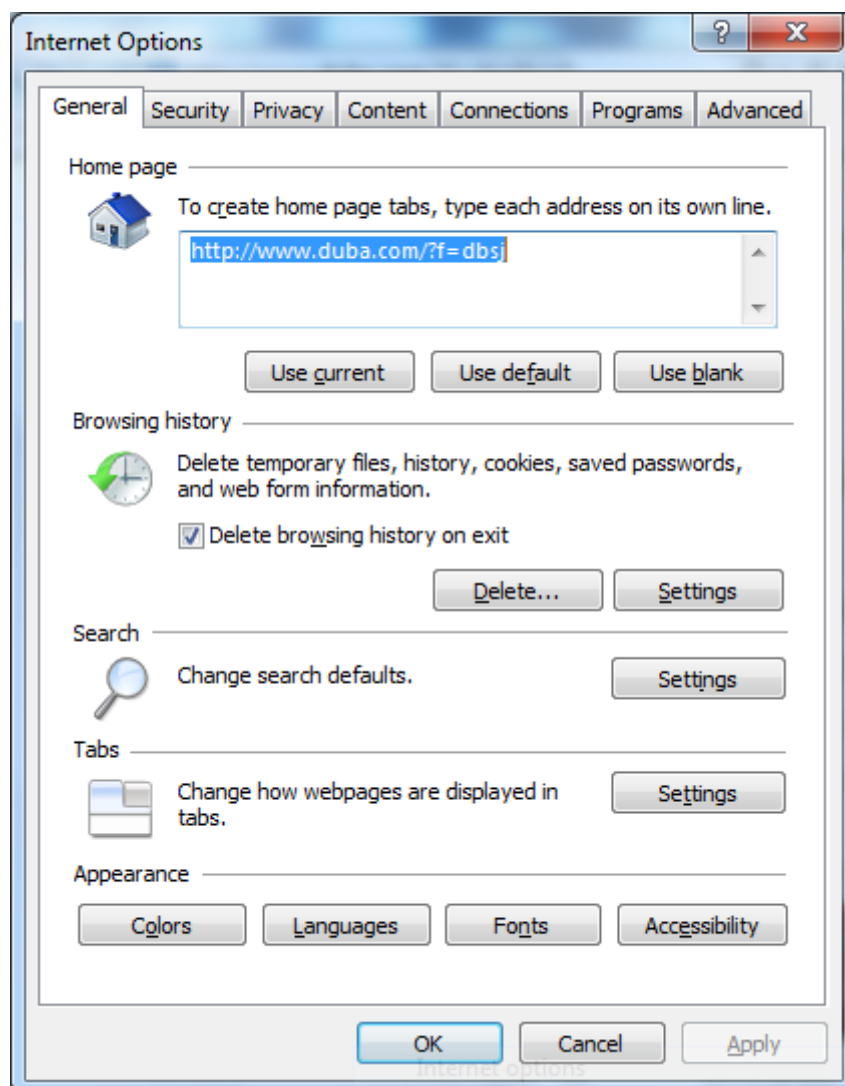 Internet Options
General Security Privacy Content Connections Programs Advanced
Home page
To create home page tabs, type each address on its own line.
http://www.duba.com/?f=dbsj
Use current Use default Use blank
Browsing history
Delete temporary files, history, cookies, saved passwords,
and web form information.
Delete browsing history on exit
Delete... Settings
Search
Change search defaults.
Settings
Tabs
Change how webpages are displayed in
tabs.
Settings
Appearance
Colors Languages Fonts Accessibility
OK Cancel Apply
Internet options